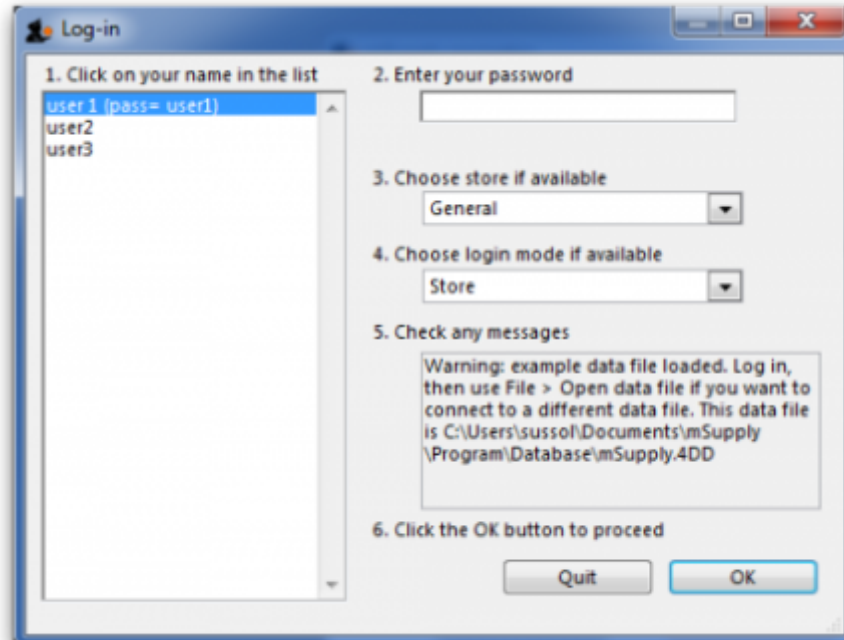 Log-in
1. Click on your name in the list
user 1 (pass= user1)
user2
user3
2. Enter your password
3. Choose store if available
General
4. Choose login mode if available
Store
5. Check any messages
Warning: example data file loaded. Log in,
then use File > Open data file if you want to
connect to a different data file. This data file
is C:\Users\sussol\Documents\mSupply
\Program\Database\mSupply.4DD
6. Click the OK button to proceed
Quit
OK